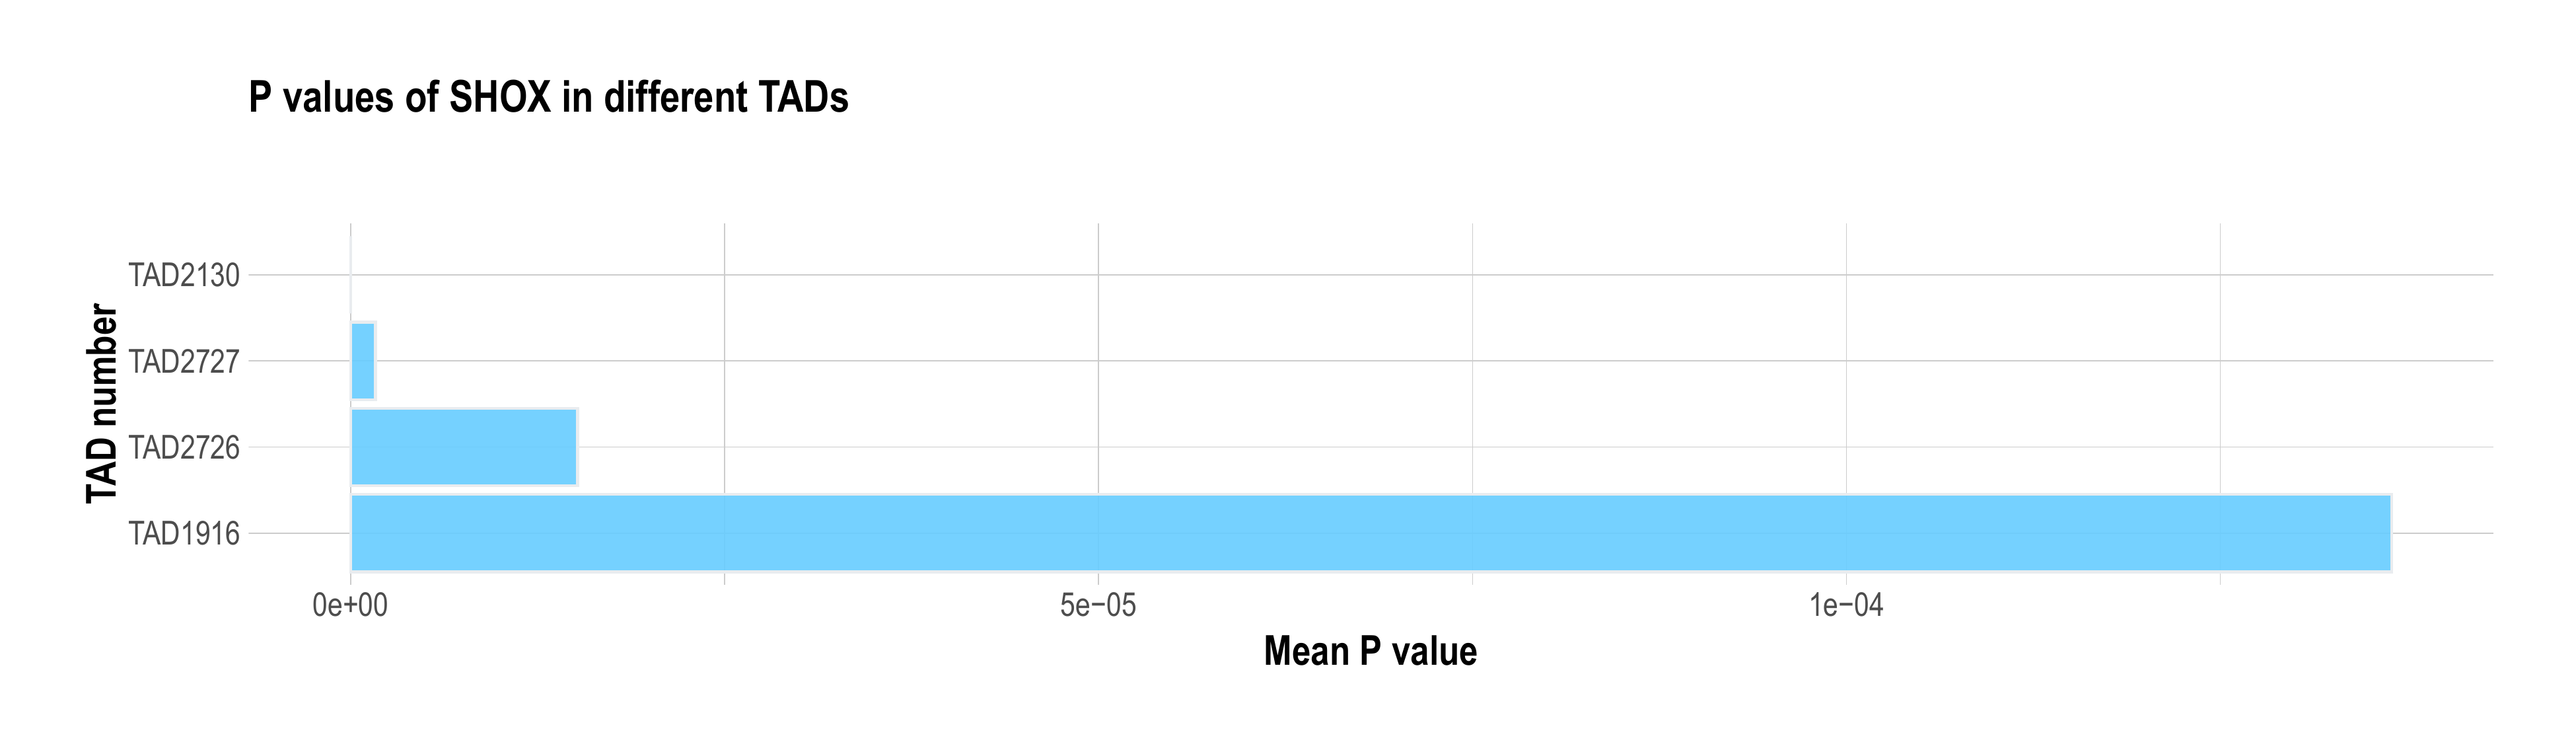 P values of SHOX in different TADs
TAD number
TAD2130
TAD2727
TAD2726
TAD1916
0e+00
5e−05
1e−04
Mean P value